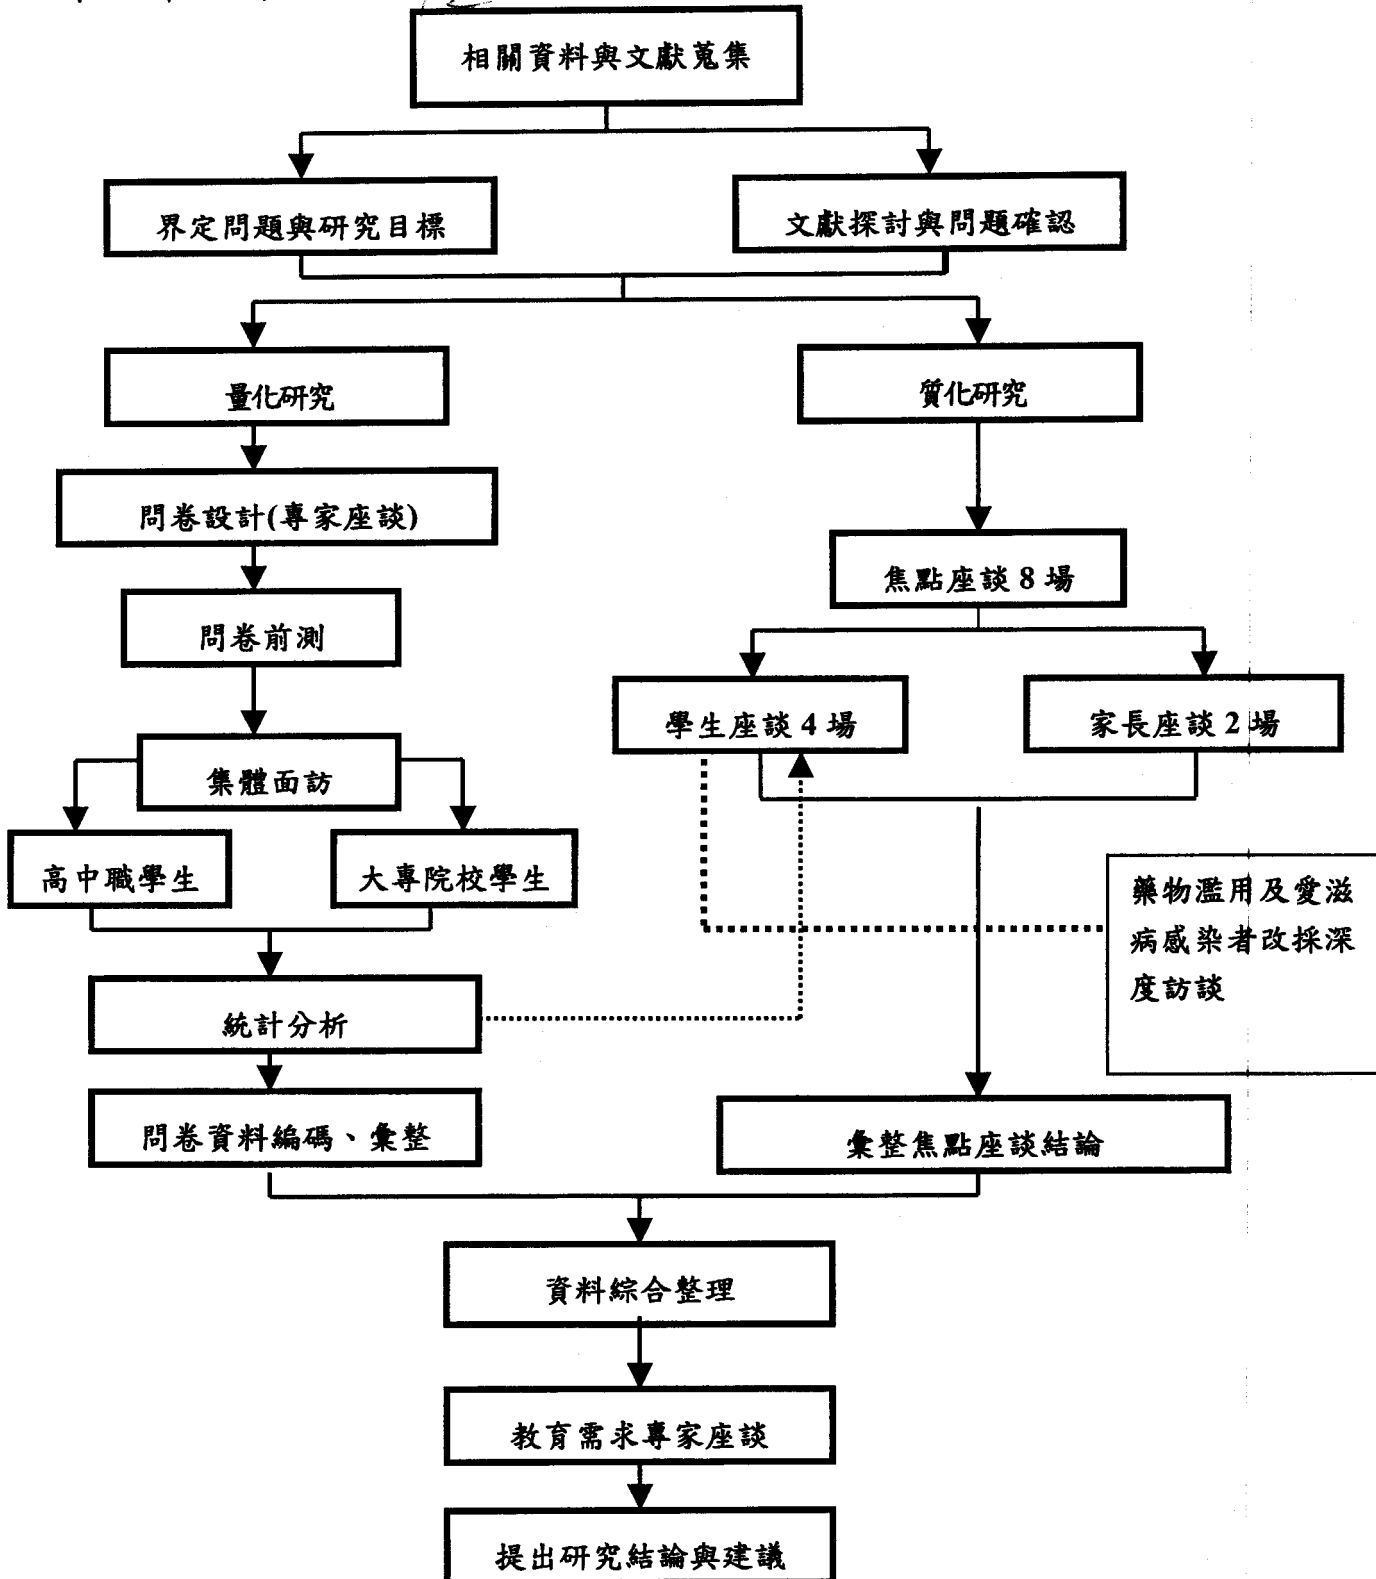 相關資料與文獻蒐集
界定問題與研究目標
文獻探討與問題確認
量化研究
質化研究
問卷設計(專家座談)
焦點座談 8 場
問卷前測
學生座談 4 場
家長座談 2 場
集體面訪
高中職學生
大專院校學生
藥物濫用及愛滋
病感染者改採深
度訪談
統計分析
問卷資料編碼、彙整
彙整焦點座談結論
資料綜合整理
教育需求專家座談
提出研究結論與建議